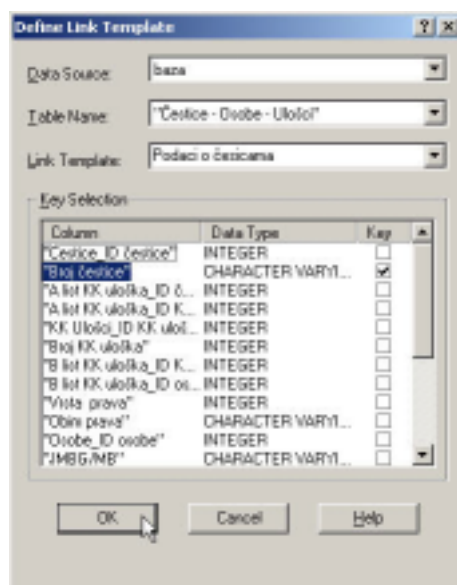 Define Link Template
Data Source: baza
Table Name: "Čestice - Osobe - Ulošci"
Link Template: Podaci o česicama
Key Selection
Column Data Type Key
"Čestice_ID čestice" INTEGER
"Broj čestice" CHARACTER VARYI...
"A list KK uloška_ID č... INTEGER
"A list KK uloška_ID K... INTEGER
"KK Ulošci_ID KK uloš... INTEGER
"Broj KK uloška" INTEGER
"B list KK uloška_ID K... INTEGER
"B list KK uloška_ID os... INTEGER
"Vrsta prava" INTEGER
"Obim prava" CHARACTER VARYI...
"Osobe_ID osobe" INTEGER
"JMBG/MB" CHARACTER VARYI...
OK Cancel Help